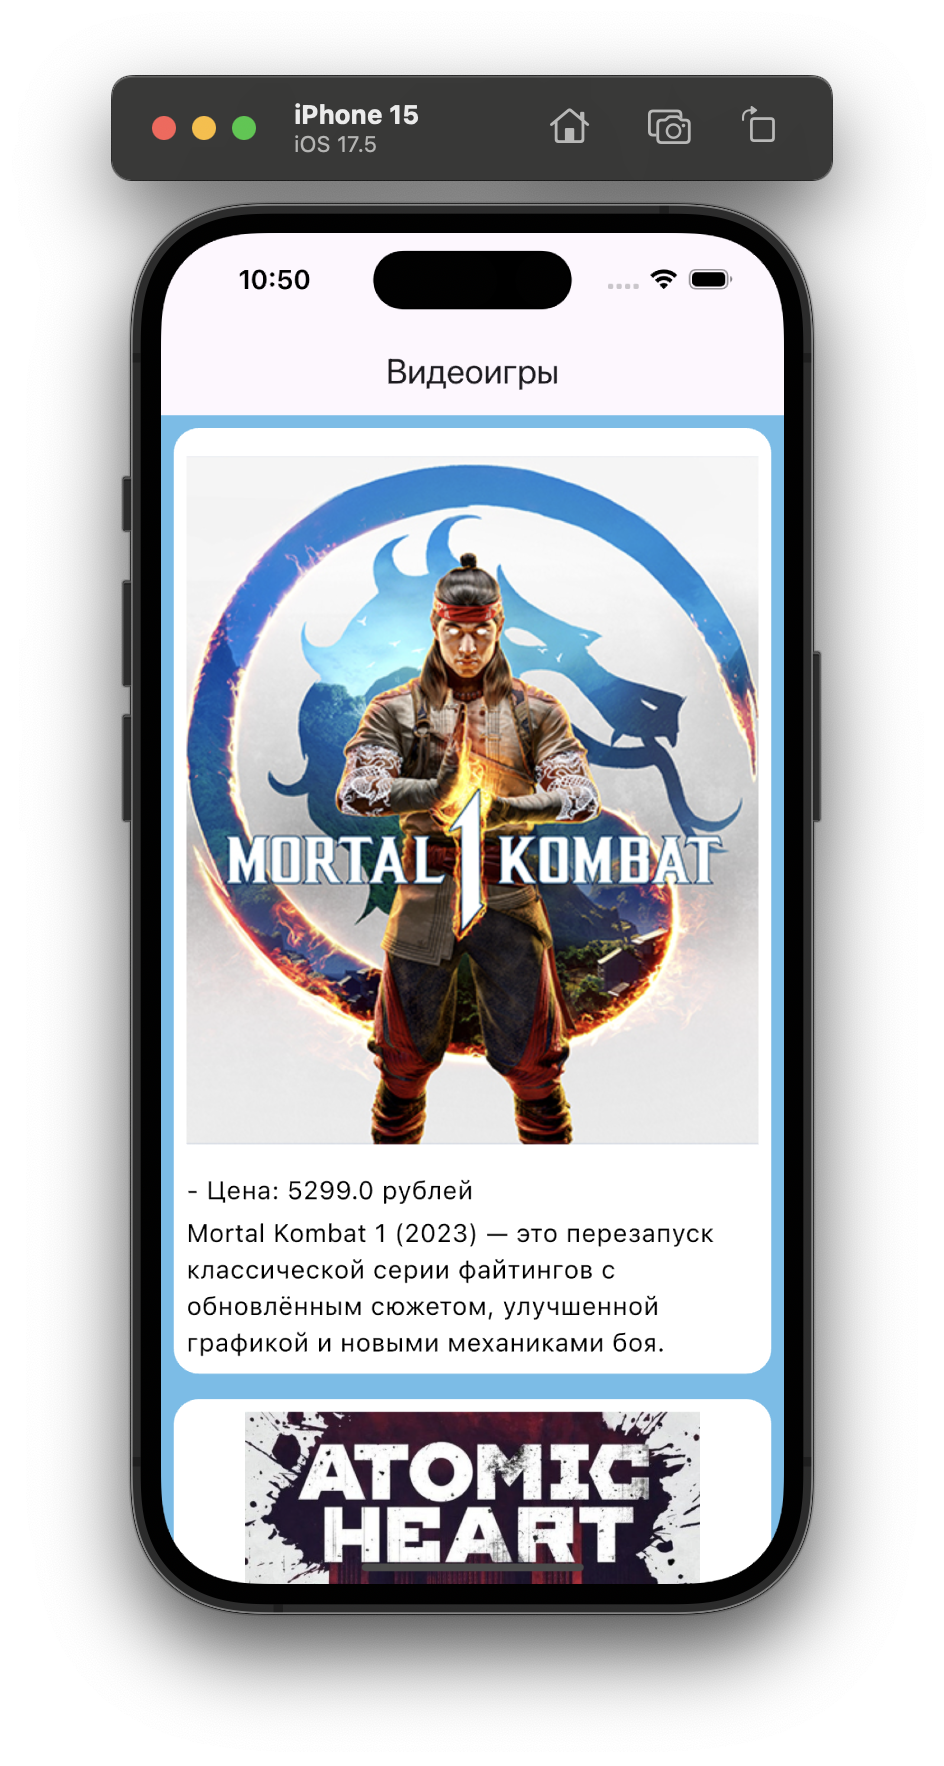 iPhone 15
iOS 17.5
10:50
Видеоигры
MORTAL 1 KOMBAT
- Цена: 5299.0 рублей
Mortal Kombat 1 (2023) — это перезапуск
классической серии файтингов с
обновлённым сюжетом, улучшенной
графикой и новыми механиками боя.
ATOMIC
HEART